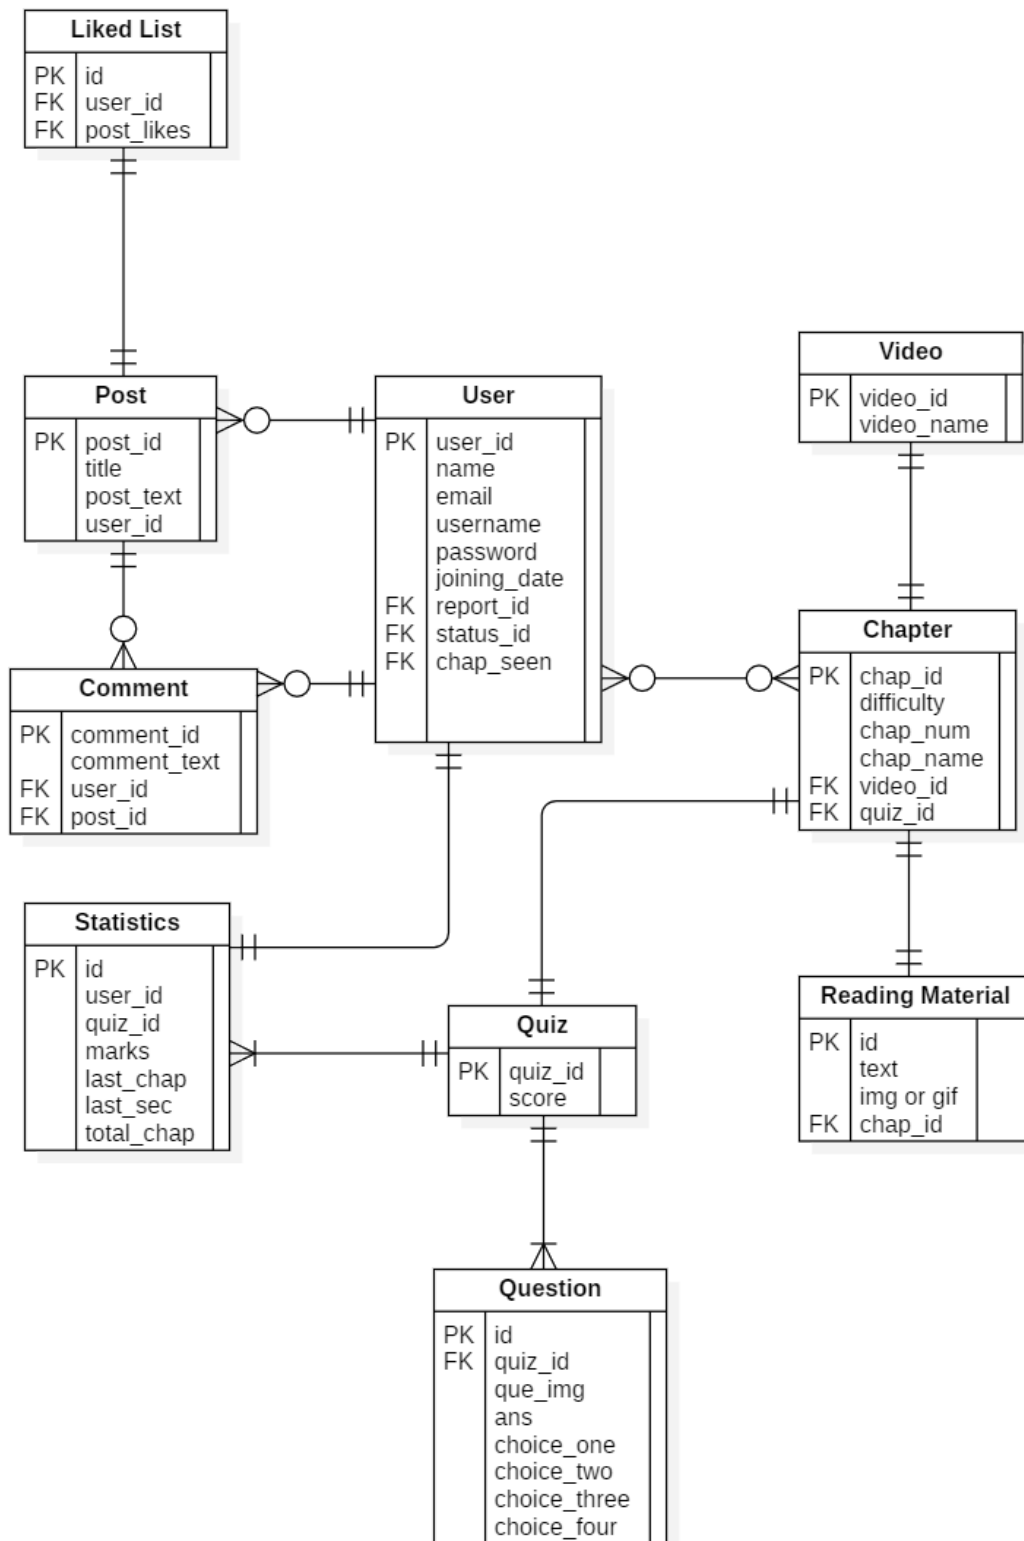 Liked List
PK id
FK user_id
FK post_likes
Post
PK post_id
title
post_text
user_id
User
PK user_id
name
email
username
password
joining_date
FK report_id
FK status_id
FK chap_seen
Video
PK video_id
video_name
Comment
PK comment_id
comment_text
FK user_id
FK post_id
Chapter
PK chap_id
difficulty
chap_num
chap_name
FK video_id
FK quiz_id
Statistics
PK id
user_id
quiz_id
marks
last_chap
last_sec
total_chap
Quiz
PK quiz_id
score
Reading Material
PK id
text
img or gif
FK chap_id
Question
PK id
FK quiz_id
que_img
ans
choice_one
choice_two
choice_three
choice_four